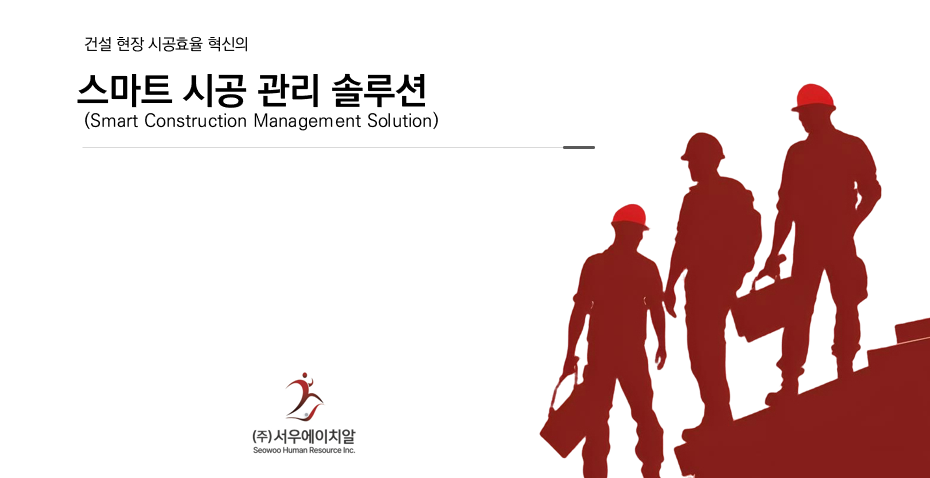 건설 현장 시공효율 혁신의
스마트 시공 관리 솔루션
(Smart Construction Management Solution)
(주)서우에이치알
Seowoo Human Resource Inc.